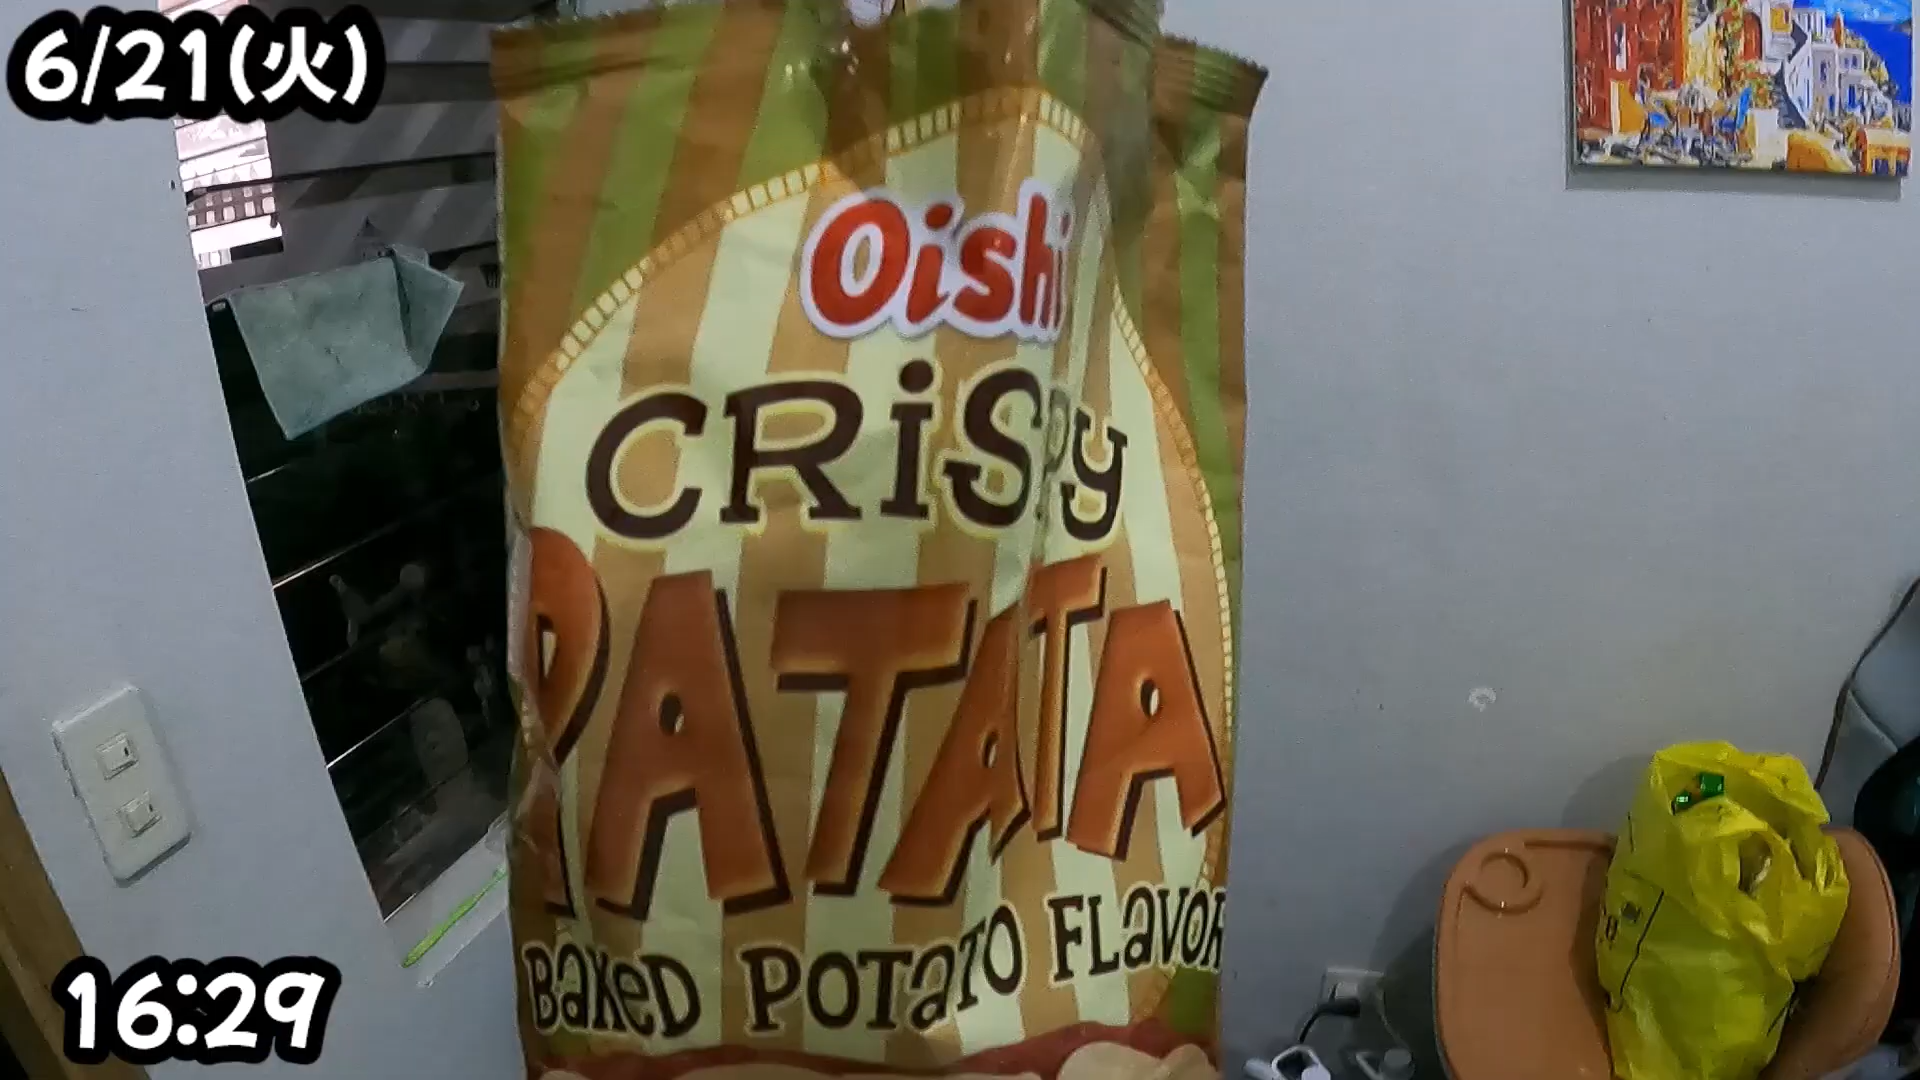 6/21(火)
Oishi
CRiSPY
PATATA
BaKeD POTaTO FLaVOR
16:29